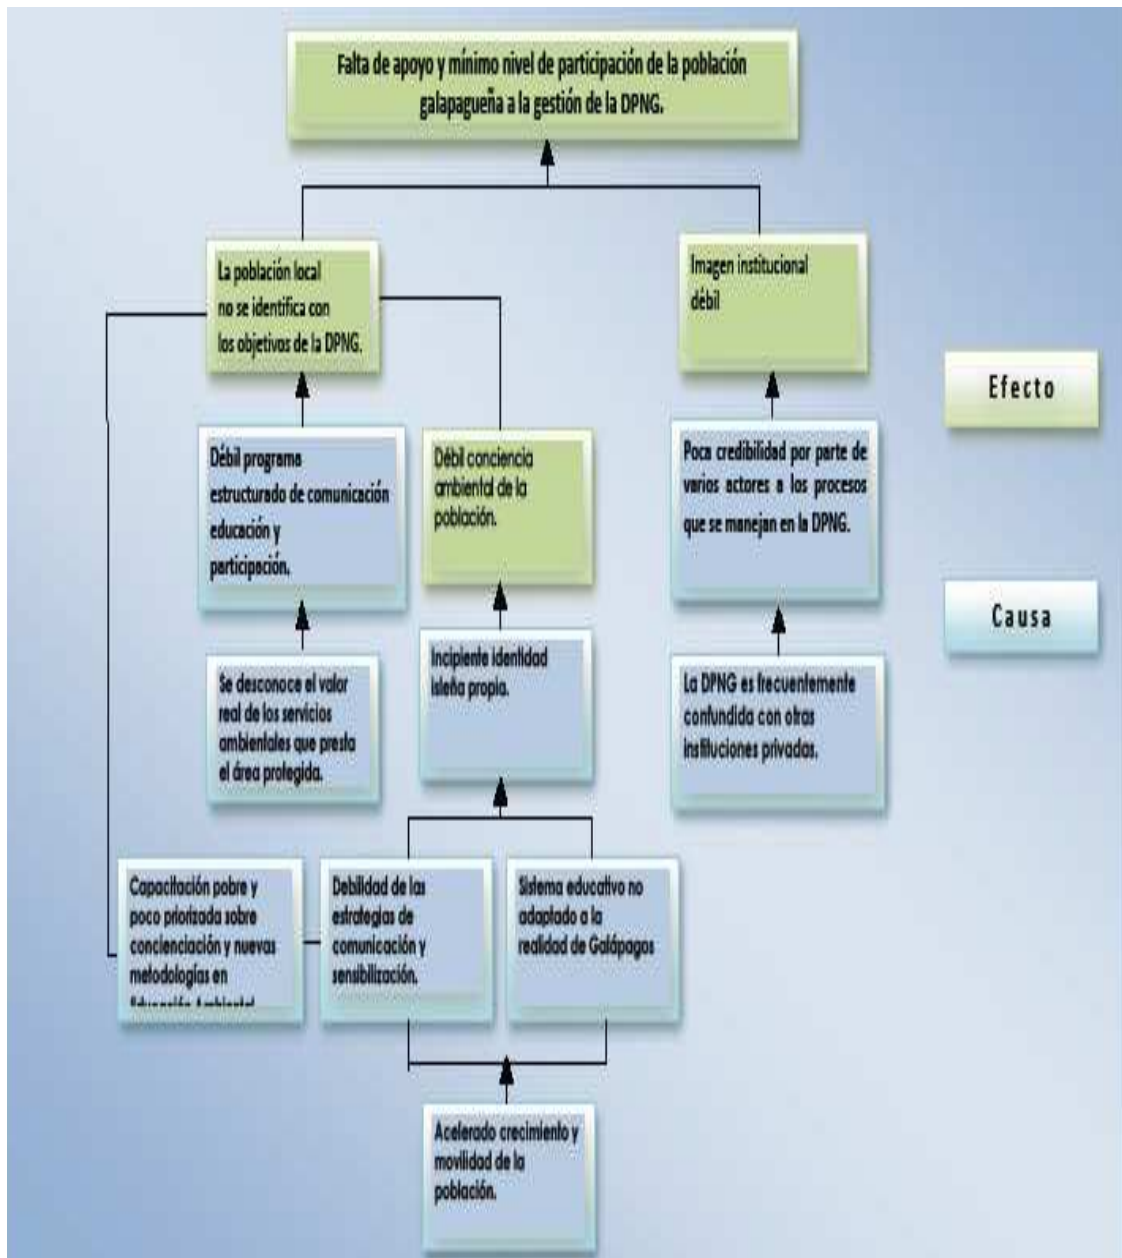 Falta de apoyo y mínimo nivel de participación de la población
galapagueña a la gestión de la DPNG.
La población local
no se identifica con
los objetivos de la DPNG.
Imagen institucional
débil
Efecto
Débil programa
estructurado de comunicación
educación y
participación.
Débil conciencia
ambiental de la
población.
Poca credibilidad por parte de
varios actores a los procesos
que se manejan en la DPNG.
Causa
Se desconoce el valor
real de los servicios
ambientales que presta
el área protegida.
Incipiente identidad
isleña propia.
La DPNG es frecuentemente
confundida con otras
instituciones privadas.
Capacitación pobre y
poco priorizada sobre
concienciación y nuevas
metodologías en
Educación Ambiental
Debilidad de las
estrategias de
comunicación y
sensibilización.
Sistema educativo no
adaptado a la
realidad de Galápagos
Acelerado crecimiento y
movilidad de la
población.